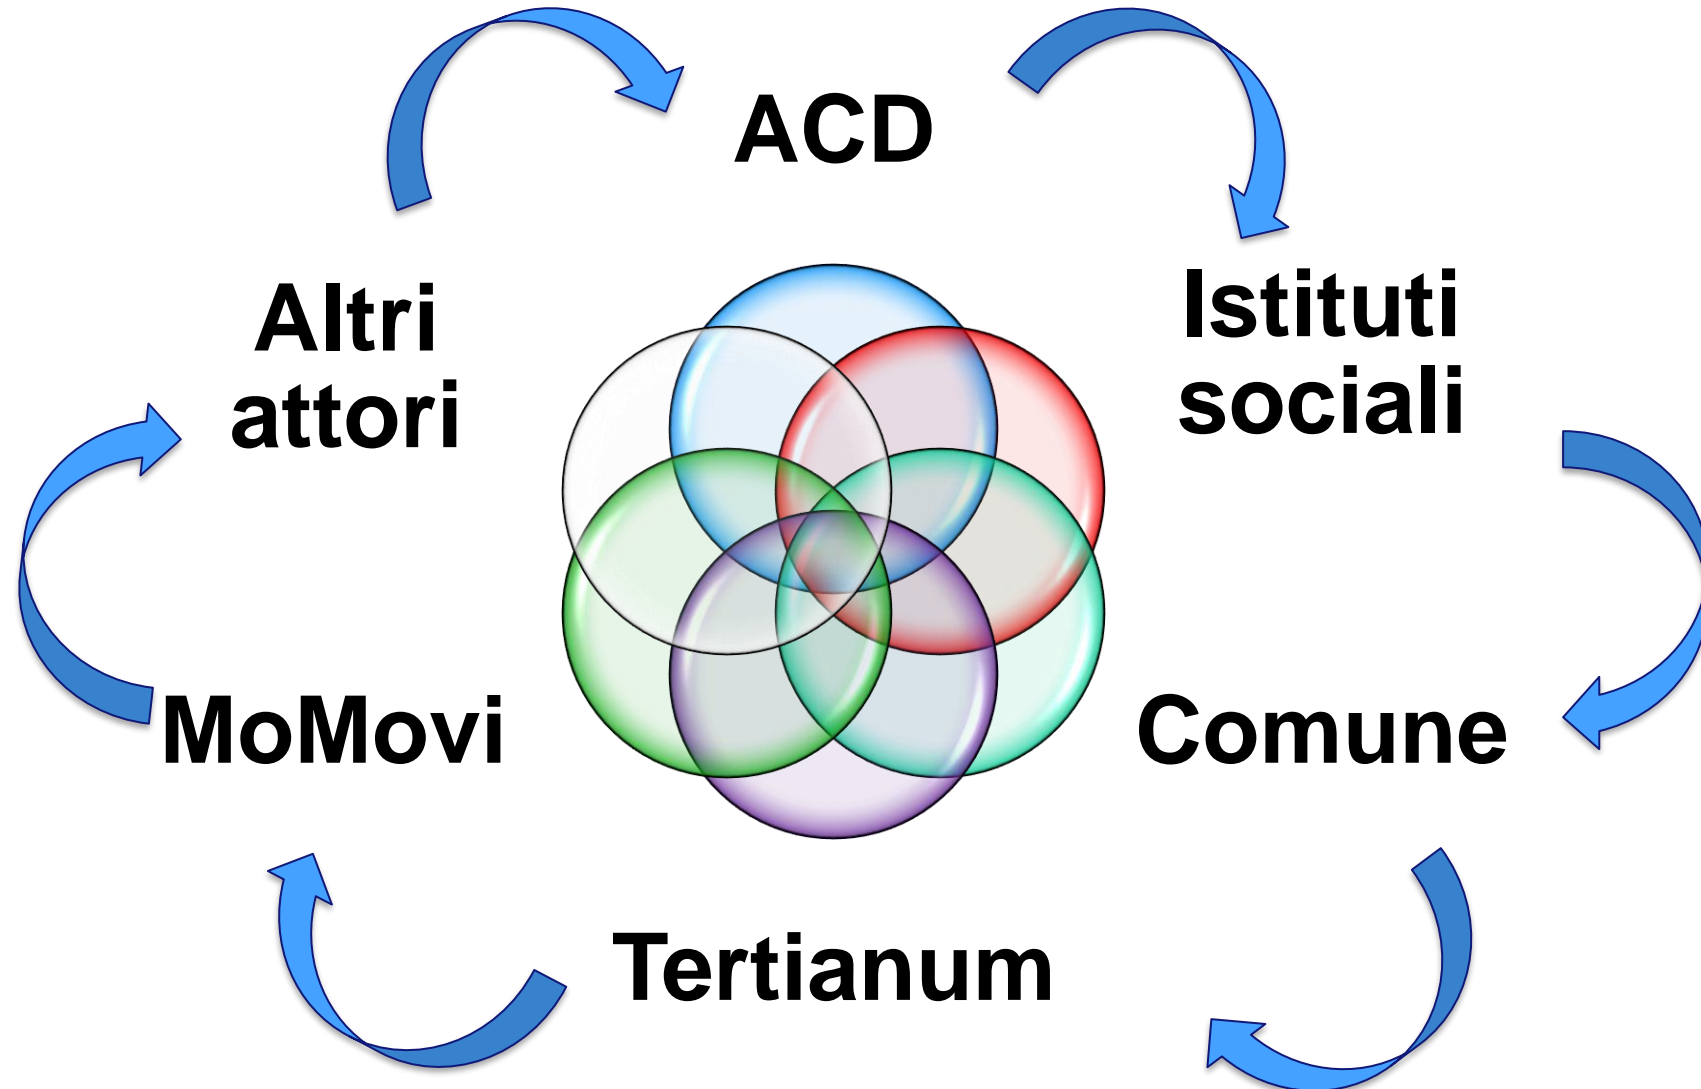 ACD
Istituti
sociali
Comune
Tertianum
MoMovi
Altri
attori